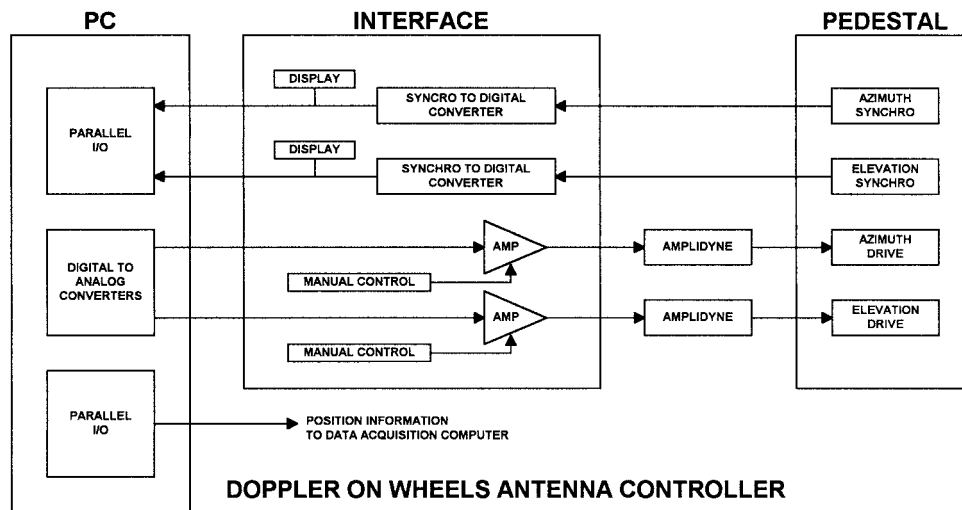 PC
INTERFACE
PEDESTAL
DISPLAY
SYNCRO TO DIGITAL
CONVERTER
AZIMUTH
SYNCHRO
PARALLEL
I/O
DISPLAY
SYNCHRO TO DIGITAL
CONVERTER
ELEVATION
SYNCHRO
DIGITAL TO
ANALOG
CONVERTERS
AMP
MANUAL CONTROL
AMPLIDYNE
AZIMUTH
DRIVE
AMP
MANUAL CONTROL
AMPLIDYNE
ELEVATION
DRIVE
PARALLEL
I/O
POSITION INFORMATION
TO DATA ACQUISITION COMPUTER
DOPPLER ON WHEELS ANTENNA CONTROLLER